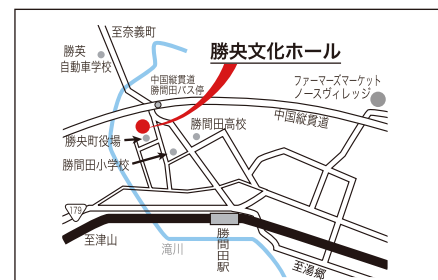 至奈義町
勝英
自動車学校
勝央文化ホール
中国縦貫道
勝間田バス停
ファーマーズマーケット
ノースヴィレッジ
中国縦貫道
勝央町役場
勝間田高校
勝間田小学校
179
至津山
滝川
勝間田駅
至湯郷